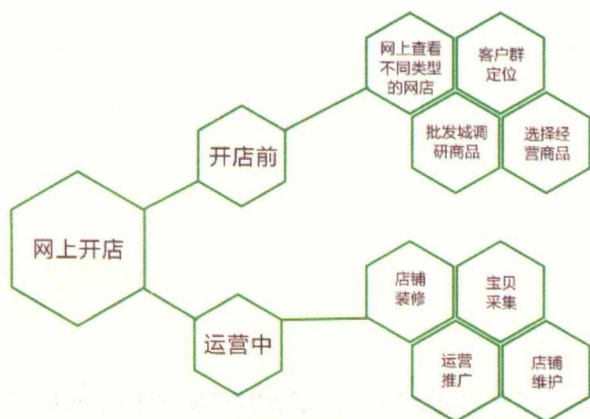 网上查看
不同类型
的网店
客户群
定位
批发城调
研商品
选择经
营商品
开店前
网上开店
店铺
装修
宝贝
采集
运营中
运营
推广
店铺
维护